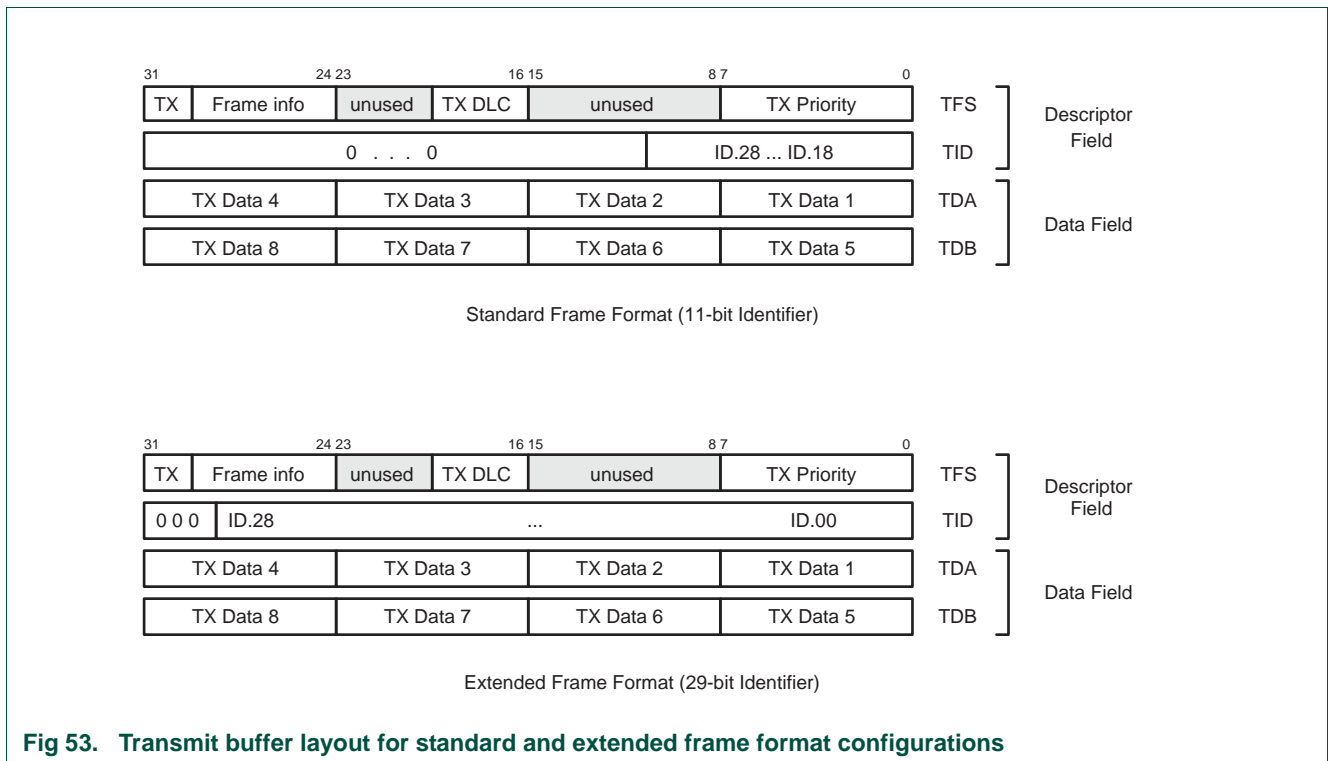 31 24 23 16 15 8 7 0
TX Frame info unused TX DLC unused TX Priority TFS
0 . . . 0 ID.28 ... ID.18 TID
Descriptor
Field
TX Data 4 TX Data 3 TX Data 2 TX Data 1 TDA
TX Data 8 TX Data 7 TX Data 6 TX Data 5 TDB
Data Field
Standard Frame Format (11-bit Identifier)
31 24 23 16 15 8 7 0
TX Frame info unused TX DLC unused TX Priority TFS
0 0 0 ID.28 ... ID.00 TID
Descriptor
Field
TX Data 4 TX Data 3 TX Data 2 TX Data 1 TDA
TX Data 8 TX Data 7 TX Data 6 TX Data 5 TDB
Data Field
Extended Frame Format (29-bit Identifier)
Fig 53. Transmit buffer layout for standard and extended frame format configurations